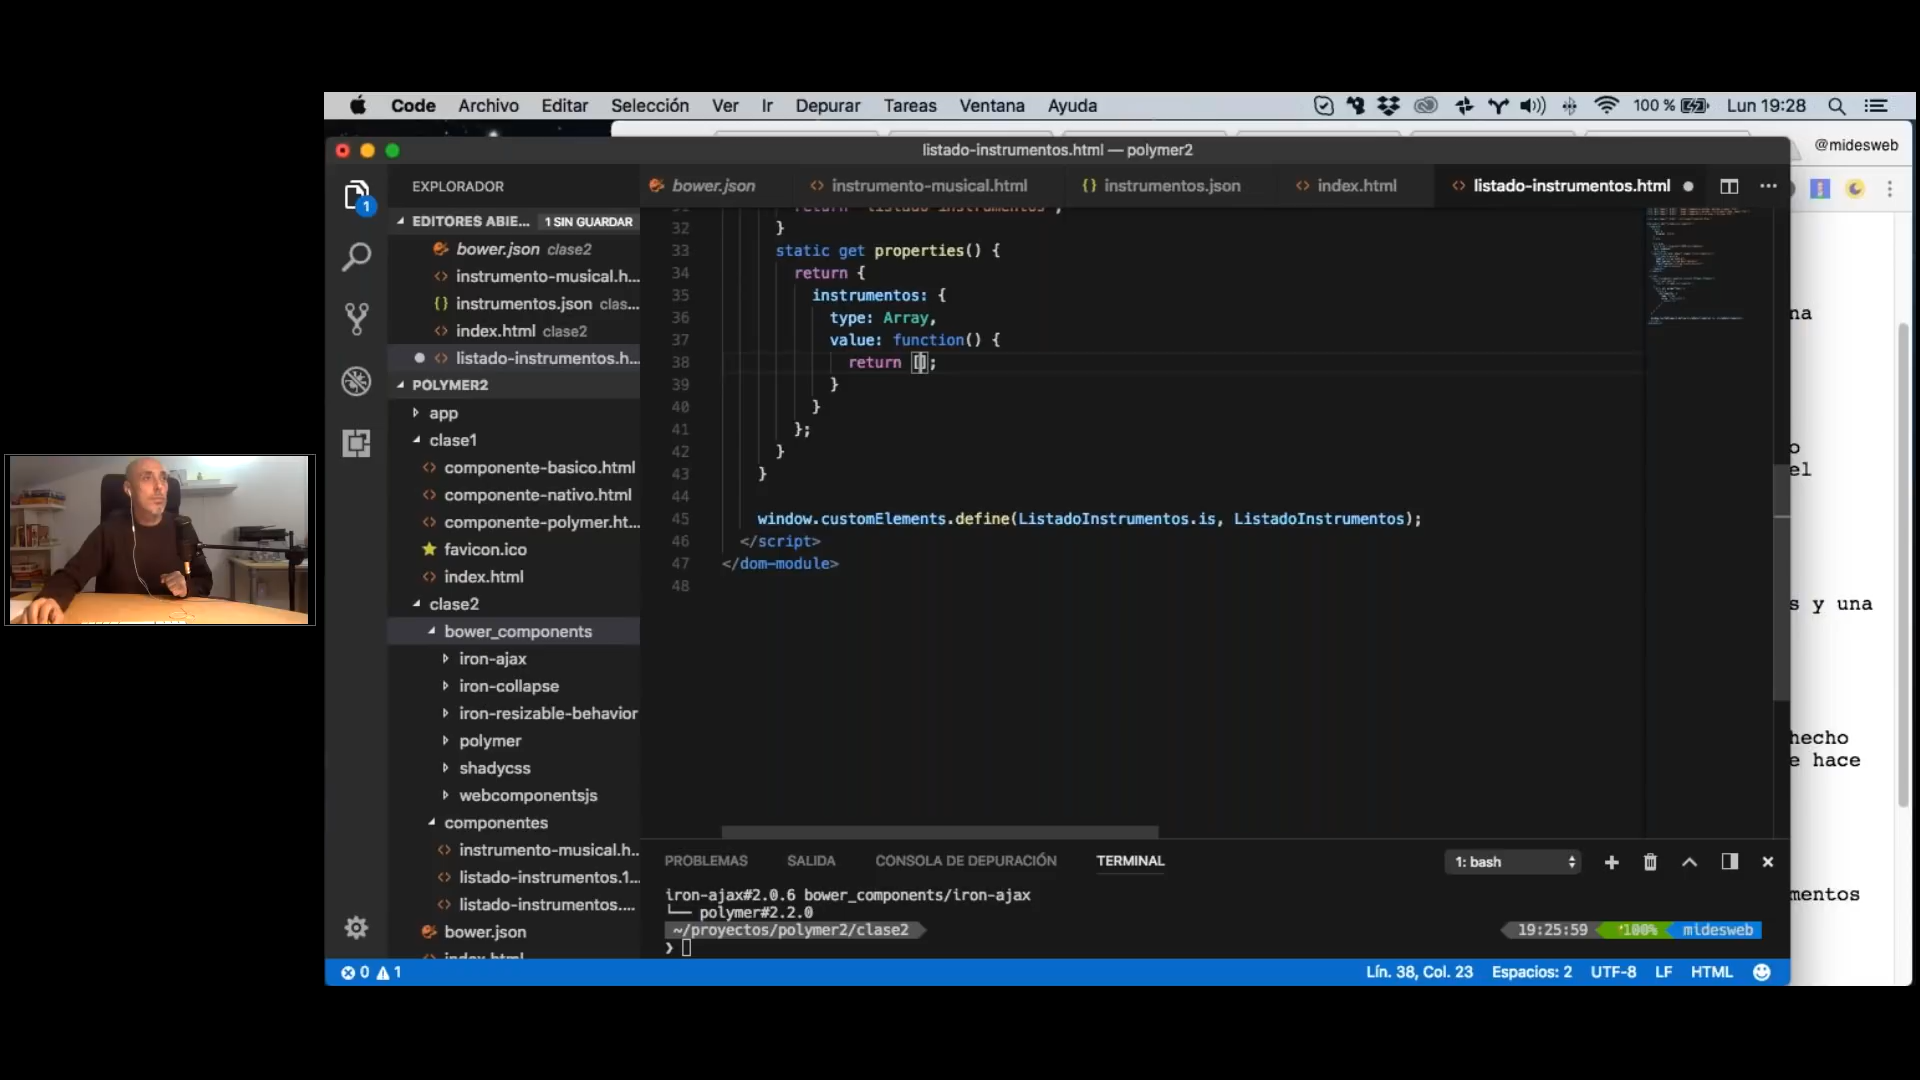 Code Archivo Editar Selección Ver Ir Depurar Tareas Ventana Ayuda 100 % Lun 19:28
@midesweb
listado-instrumentos.html — polymer2
EXPLORADOR
bower.json
instrumento-musical.html
instrumentos.json
index.html
listado-instrumentos.html
1
EDITORES ABIE... 1 SIN GUARDAR
bower.json clase2
instrumento-musical.h...
instrumentos.json clas...
index.html clase2
listado-instrumentos.h...
POLYMER2
app
clase1
componente-basico.html
componente-nativo.html
componente-polymer.ht...
favicon.ico
index.html
clase2
bower_components
iron-ajax
iron-collapse
iron-resizable-behavior
polymer
shadycss
webcomponentsjs
componentes
instrumento-musical.h...
listado-instrumentos.1...
listado-instrumentos....
bower.json
index.html
32 }
33 static get properties() {
34 return {
35 instrumentos: {
36 type: Array,
37 value: function() {
38 return [];
39 }
40 }
41 };
42 }
43 }
44
45 window.customElements.define(ListadoInstrumentos.is, ListadoInstrumentos);
46 </script>
47 </dom-module>
48
na
o
el
s y una
hecho
e hace
mentos
PROBLEMAS SALIDA CONSOLA DE DEPURACIÓN TERMINAL 1: bash
iron-ajax#2.0.6 bower_components/iron-ajax
└── polymer#2.2.0
~/proyectos/polymer2/clase2 19:25:59 100% midesweb
❯
0 1 Lín. 38, Col. 23 Espacios: 2 UTF-8 LF HTML